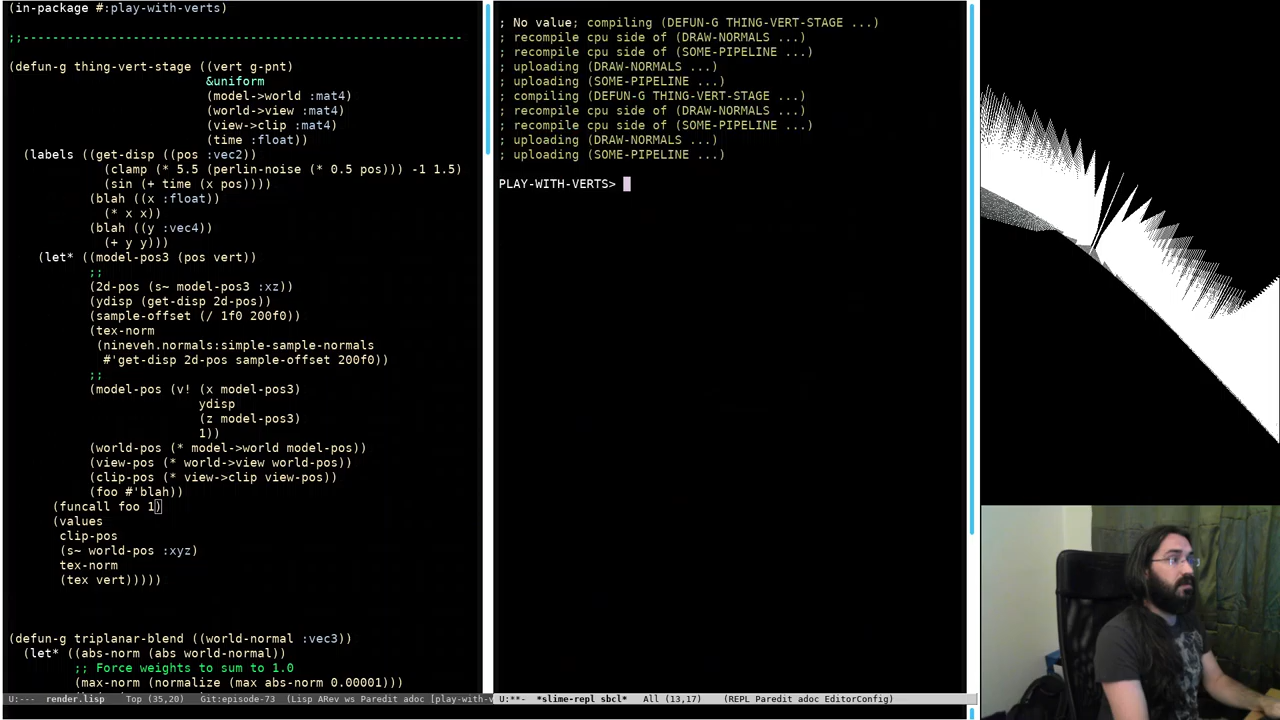 (in-package #:play-with-verts)
;;----------------------------------------------------------
(defun-g thing-vert-stage ((vert g-pnt)
&uniform
(model->world :mat4)
(world->view :mat4)
(view->clip :mat4)
(time :float))
(labels ((get-disp ((pos :vec2))
(clamp (* 5.5 (perlin-noise (* 0.5 pos))) -1 1.5)
(sin (+ time (x pos))))
(blah ((x :float))
(* x x))
(blah ((y :vec4))
(+ y y)))
(let* ((model-pos3 (pos vert))
;;
(2d-pos (s~ model-pos3 :xz))
(ydisp (get-disp 2d-pos))
(sample-offset (/ 1f0 200f0))
(tex-norm
(nineveh.normals:simple-sample-normals
#'get-disp 2d-pos sample-offset 200f0))
;;
(model-pos (v! (x model-pos3)
ydisp
(z model-pos3)
1))
(world-pos (* model->world model-pos))
(view-pos (* world->view world-pos))
(clip-pos (* view->clip view-pos))
(foo #'blah))
(funcall foo 1)
(values
clip-pos
(s~ world-pos :xyz)
tex-norm
(tex vert)))))
(defun-g triplanar-blend ((world-normal :vec3))
(let* ((abs-norm (abs world-normal))
;; Force weights to sum to 1.0
(max-norm (normalize (max abs-norm 0.00001)))
U:--- render.lisp Top (35,20) Git:episode-73 (Lisp ARev ws Paredit adoc [play-with-v
; No value; compiling (DEFUN-G THING-VERT-STAGE ...)
; recompile cpu side of (DRAW-NORMALS ...)
; recompile cpu side of (SOME-PIPELINE ...)
; uploading (DRAW-NORMALS ...)
; uploading (SOME-PIPELINE ...)
; compiling (DEFUN-G THING-VERT-STAGE ...)
; recompile cpu side of (DRAW-NORMALS ...)
; recompile cpu side of (SOME-PIPELINE ...)
; uploading (DRAW-NORMALS ...)
; uploading (SOME-PIPELINE ...)
PLAY-WITH-VERTS>
U:**- *slime-repl sbcl* All (13,17) (REPL Paredit adoc EditorConfig)